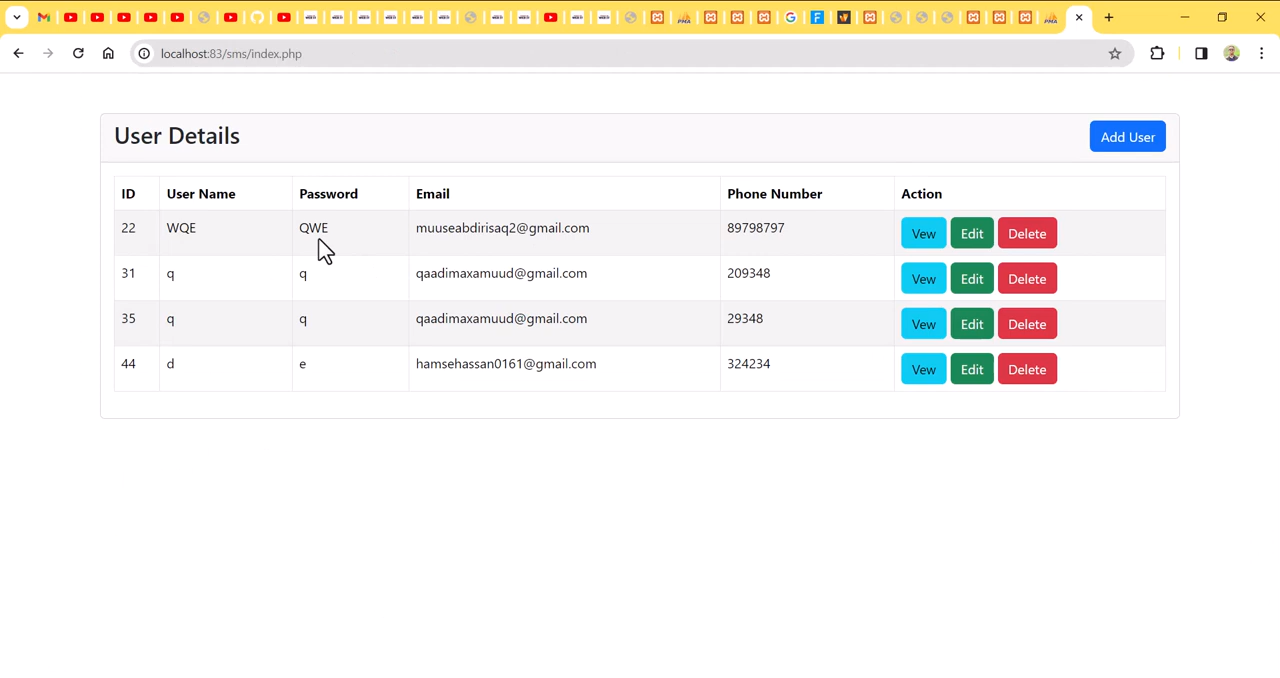 localhost:83/sms/index.php
User Details
Add User
ID User Name Password Email Phone Number Action
22 WQE QWE muuseabdirisaq2@gmail.com 89798797 Vew Edit Delete
31 q q qaadimaxamuud@gmail.com 209348 Vew Edit Delete
35 q q qaadimaxamuud@gmail.com 29348 Vew Edit Delete
44 d e hamsehassan0161@gmail.com 324234 Vew Edit Delete